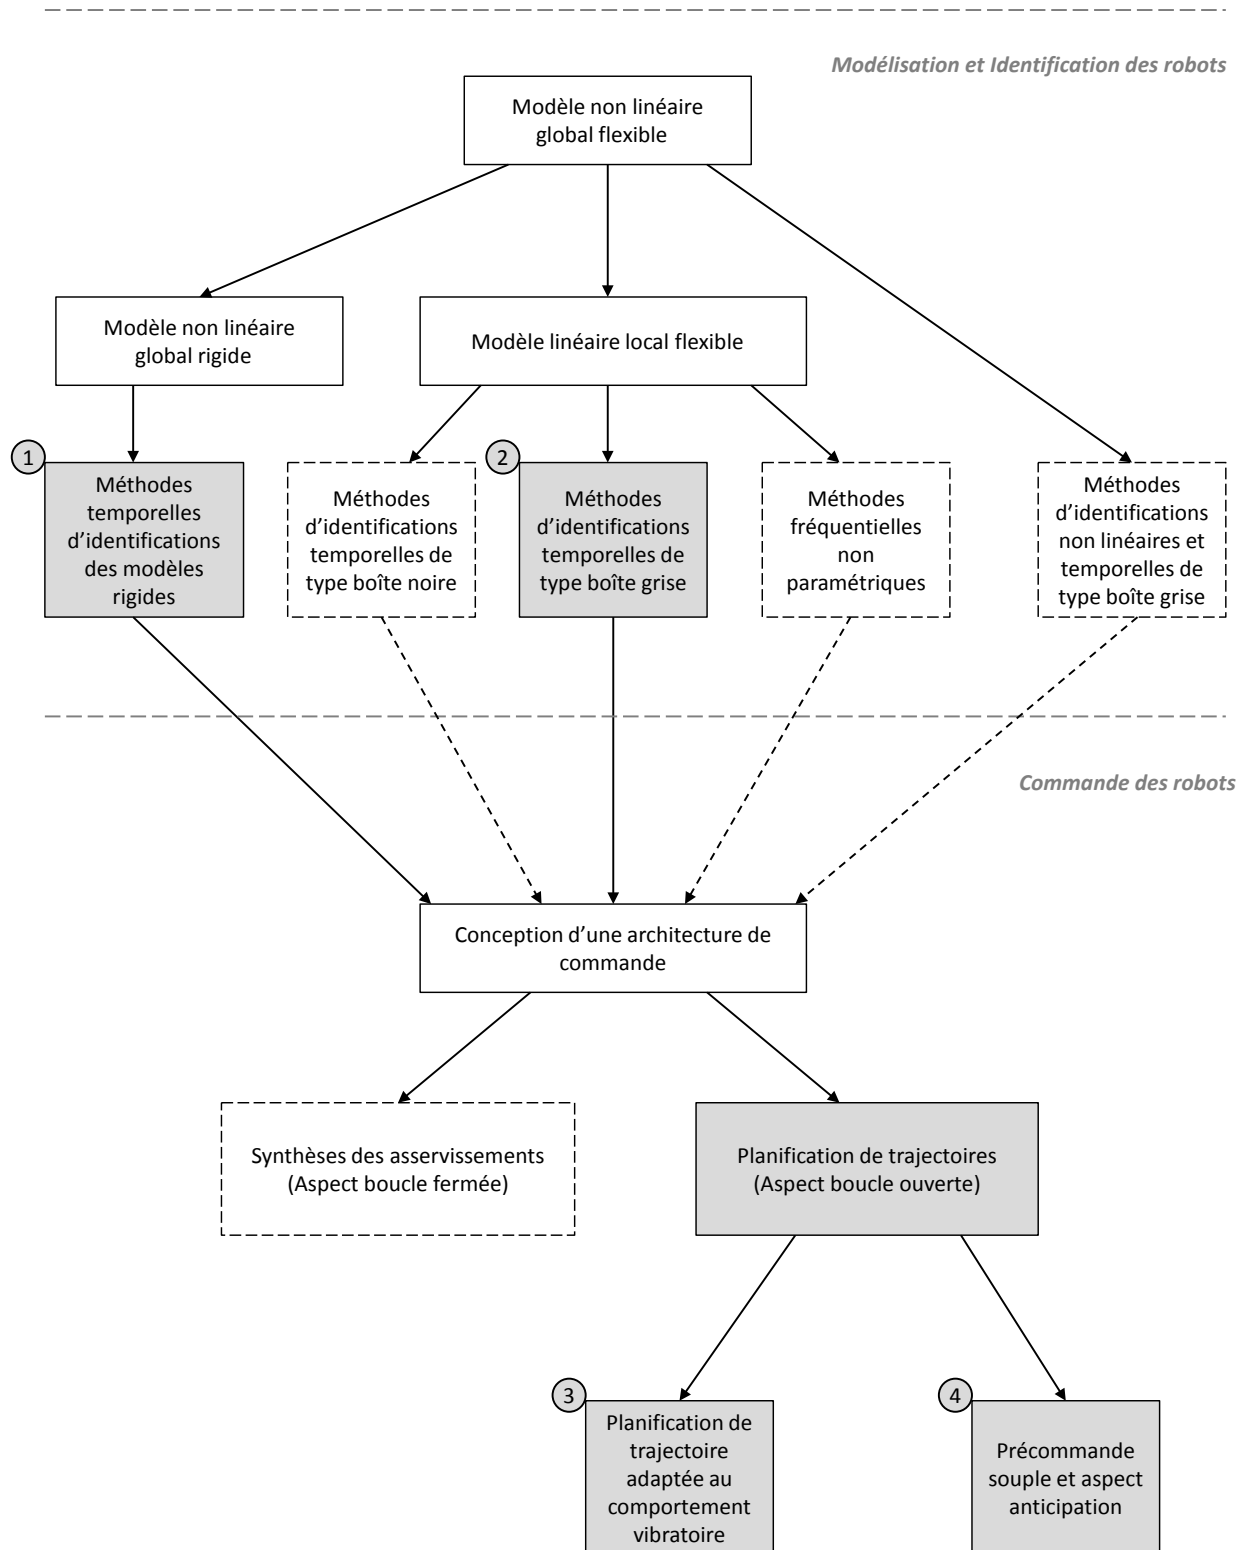 Modélisation et Identification des robots
Modèle non linéaire
global flexible
Modèle non linéaire
global rigide
Modèle linéaire local flexible
1
Méthodes
temporelles
d'identifications
des modèles
rigides
Méthodes
d'identifications
temporelles de
type boîte noire
2
Méthodes
d'identifications
temporelles de
type boîte grise
Méthodes
fréquentielles
non
paramétriques
Méthodes
d'identifications
non linéaires et
temporelles de
type boîte grise
Commande des robots
Conception d'une architecture de
commande
Synthèses des asservissements
(Aspect boucle fermée)
Planification de trajectoires
(Aspect boucle ouverte)
3
Planification de
trajectoire
adaptée au
comportement
vibratoire
4
Précommande
souple et aspect
anticipation